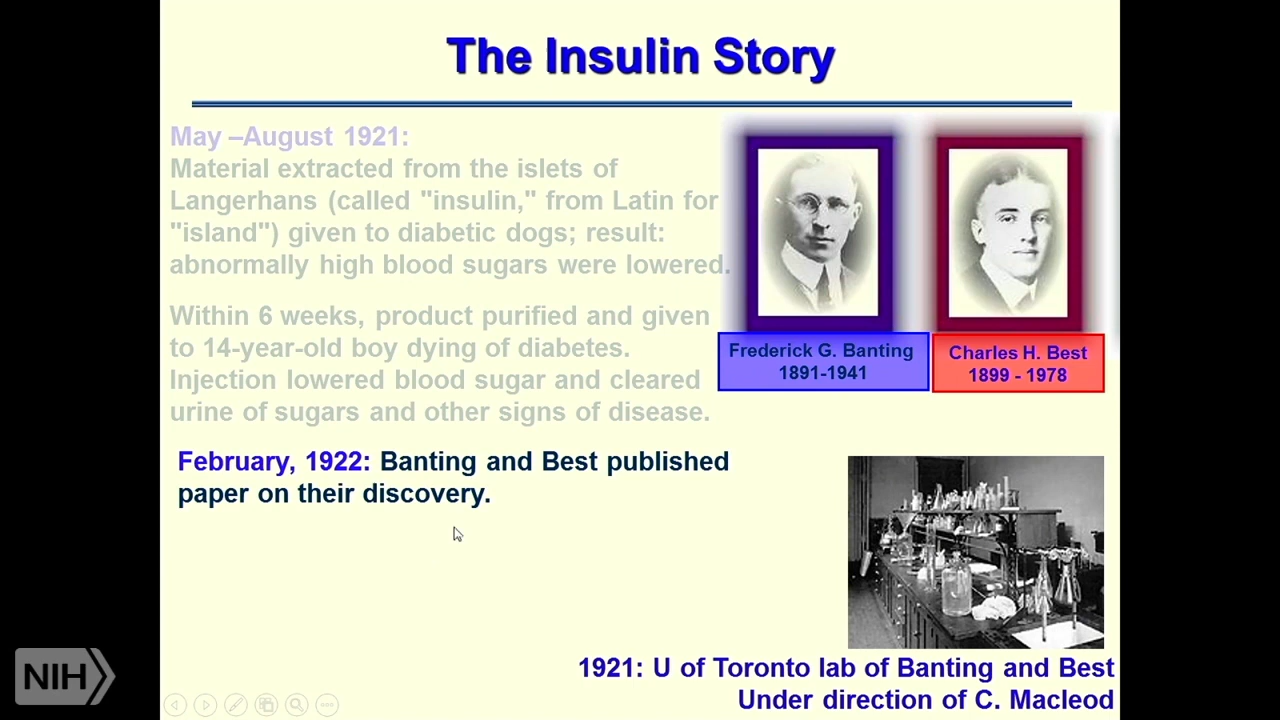 The Insulin Story
May –August 1921:
Material extracted from the islets of
Langerhans (called "insulin," from Latin for
"island") given to diabetic dogs; result:
abnormally high blood sugars were lowered.
Within 6 weeks, product purified and given
to 14-year-old boy dying of diabetes.
Injection lowered blood sugar and cleared
urine of sugars and other signs of disease.
Frederick G. Banting
1891-1941
Charles H. Best
1899 - 1978
February, 1922: Banting and Best published
paper on their discovery.
1921: U of Toronto lab of Banting and Best
Under direction of C. Macleod
NIH